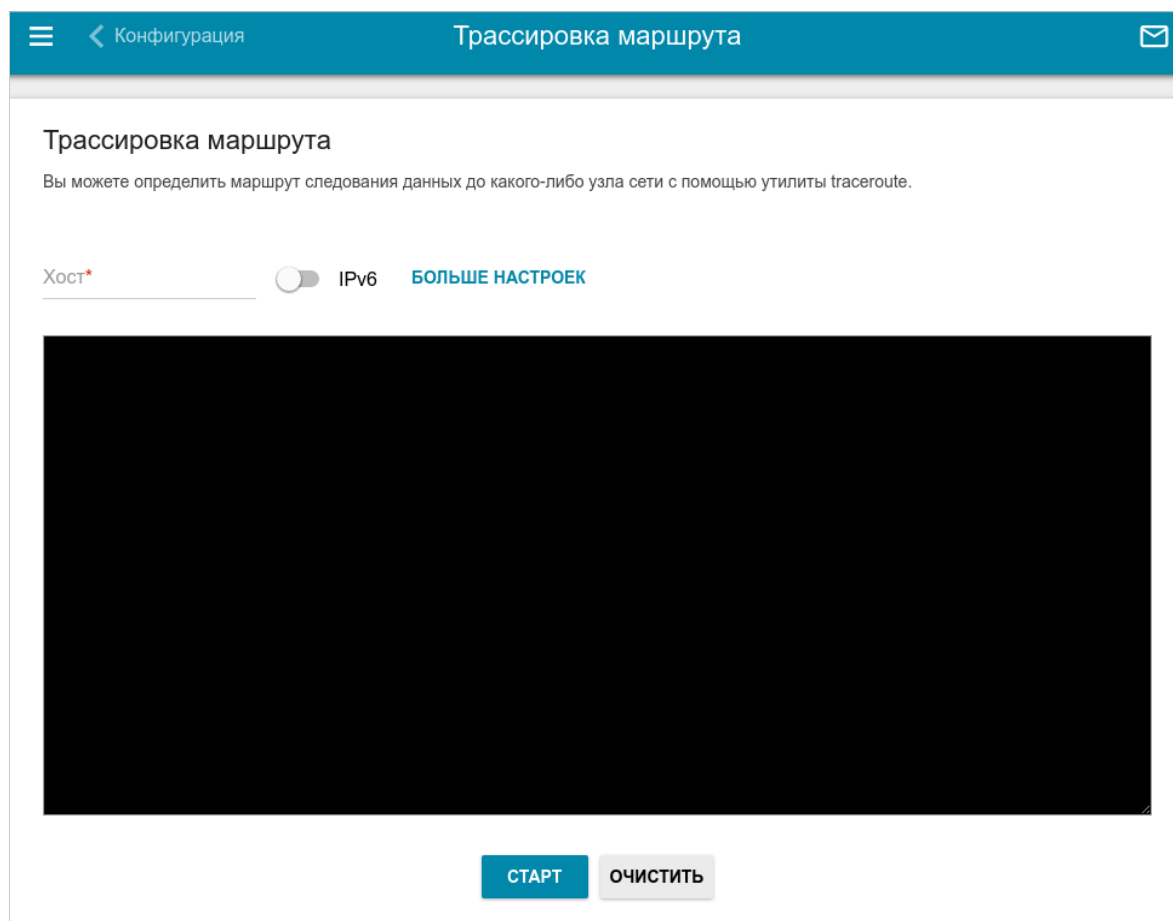 Конфигурация
Трассировка маршрута
Трассировка маршрута
Вы можете определить маршрут следования данных до какого-либо узла сети с помощью утилиты traceroute.
Хост* IPv6 БОЛЬШЕ НАСТРОЕК
СТАРТ ОЧИСТИТЬ